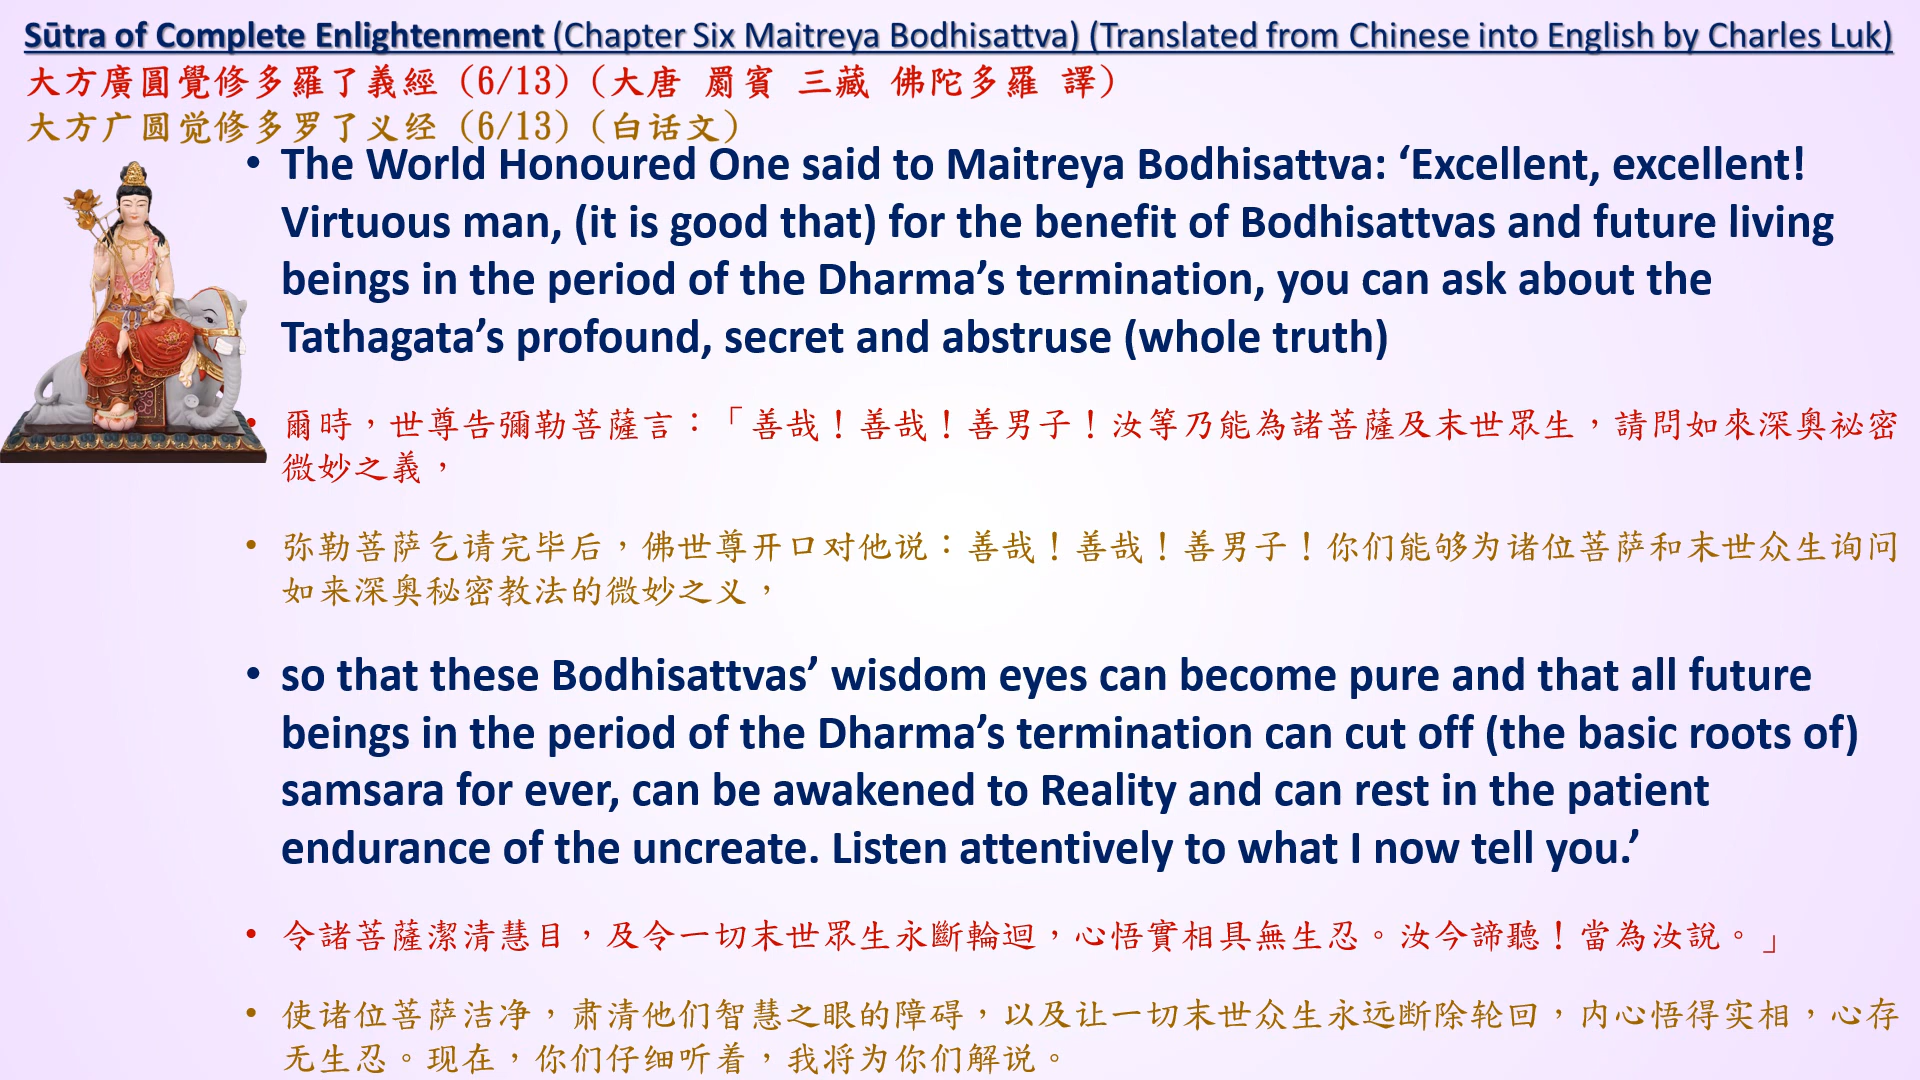 Sūtra of Complete Enlightenment (Chapter Six Maitreya Bodhisattva) (Translated from Chinese into English by Charles Luk)
大方廣圓覺修多羅了義經 (6/13) (大唐 罽賓 三藏 佛陀多羅 譯)
大方广圆觉修多罗了义经 (6/13) (白话文)
• The World Honoured One said to Maitreya Bodhisattva: ‘Excellent, excellent!
Virtuous man, (it is good that) for the benefit of Bodhisattvas and future living
beings in the period of the Dharma’s termination, you can ask about the
Tathagata’s profound, secret and abstruse (whole truth)
• 爾時，世尊告彌勒菩薩言：「善哉！善哉！善男子！汝等乃能為諸菩薩及末世眾生，請問如來深奧祕密
微妙之義，
• 弥勒菩萨乞请完毕后，佛世尊开口对他说：善哉！善哉！善男子！你们能够为诸位菩萨和末世众生询问
如来深奥秘密教法的微妙之义，
• so that these Bodhisattvas’ wisdom eyes can become pure and that all future
beings in the period of the Dharma’s termination can cut off (the basic roots of)
samsara for ever, can be awakened to Reality and can rest in the patient
endurance of the uncreate. Listen attentively to what I now tell you.’
• 令諸菩薩潔清慧目，及令一切末世眾生永斷輪迴，心悟實相具無生忍。汝今諦聽！當為汝說。」
• 使诸位菩萨洁净，肃清他们智慧之眼的障碍，以及让一切末世众生永远断除轮回，内心悟得实相，心存
无生忍。现在，你们仔细听着，我将为你们解说。